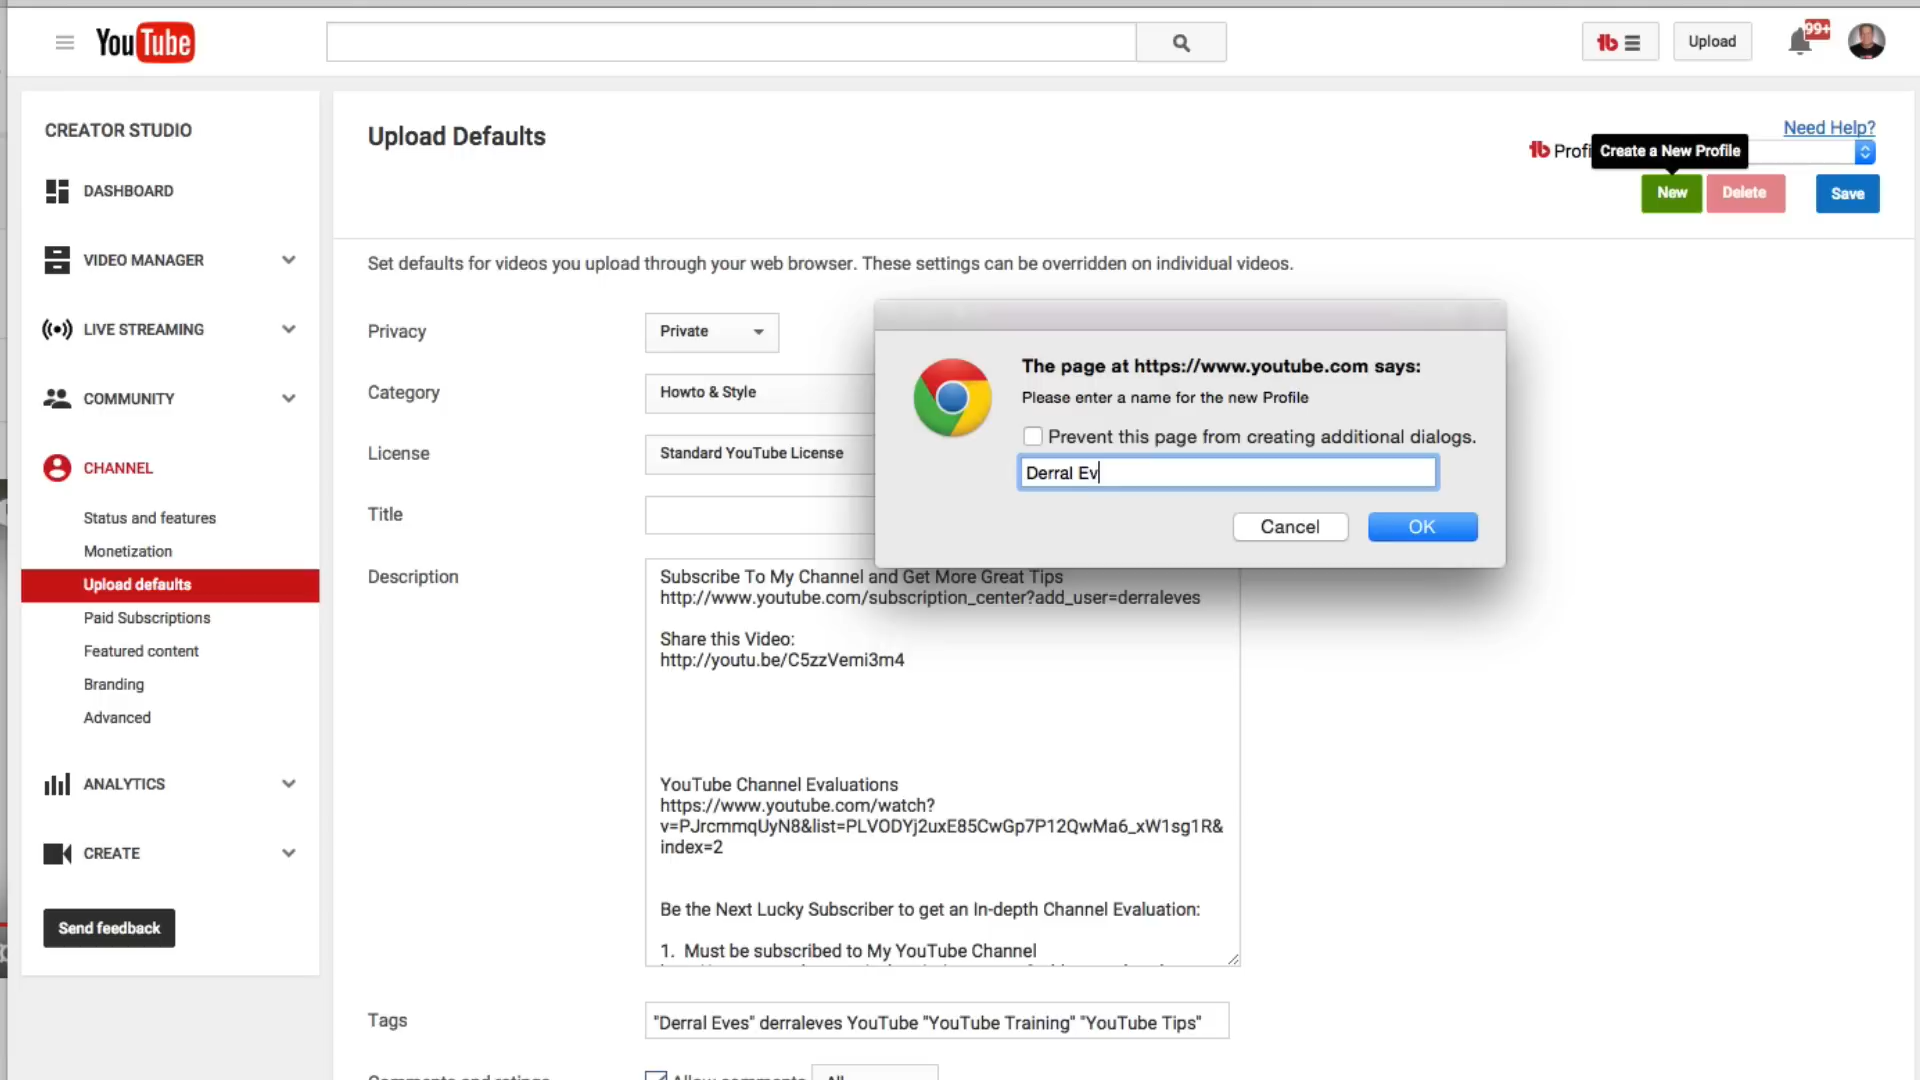 YouTube
Upload
99+
CREATOR STUDIO
DASHBOARD
VIDEO MANAGER
LIVE STREAMING
COMMUNITY
CHANNEL
Status and features
Monetization
Upload defaults
Paid Subscriptions
Featured content
Branding
Advanced
ANALYTICS
CREATE
Send feedback
Upload Defaults
Need Help?
tb Profi
Create a New Profile
New Delete Save
Set defaults for videos you upload through your web browser. These settings can be overridden on individual videos.
Privacy Private
Category Howto & Style
License Standard YouTube License
Title
The page at https://www.youtube.com says:
Please enter a name for the new Profile
Prevent this page from creating additional dialogs.
Derral Ev
Cancel OK
Description
Subscribe To My Channel and Get More Great Tips
http://www.youtube.com/subscription_center?add_user=derraleves
Share this Video:
http://youtu.be/C5zzVemi3m4
YouTube Channel Evaluations
https://www.youtube.com/watch?
v=PJrcmmqUyN8&list=PLVODYj2uxE85CwGp7P12QwMa6_xW1sg1R&
index=2
Be the Next Lucky Subscriber to get an In-depth Channel Evaluation:
1. Must be subscribed to My YouTube Channel
Tags "Derral Eves" derraleves YouTube "YouTube Training" "YouTube Tips"
Comments and ratings Allow comments All